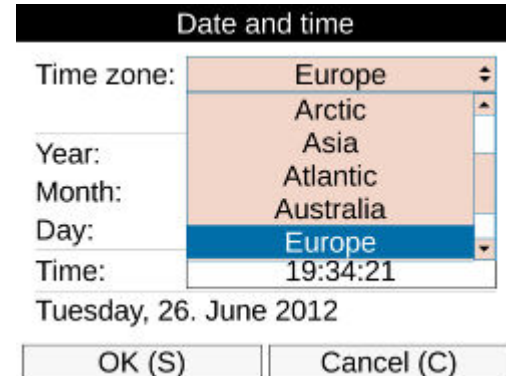 Date and time
Time zone: Europe
Arctic
Asia
Year:
Atlantic
Month:
Australia
Day:
Europe
Time: 19:34:21
Tuesday, 26. June 2012
OK (S) Cancel (C)